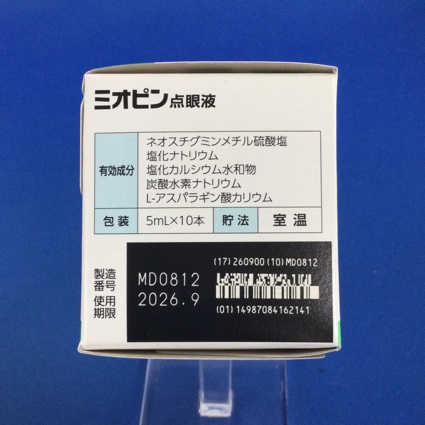 ミオピン点眼液
有効成分
ネオスチグミンメチル硫酸塩
塩化ナトリウム
塩化カルシウム水和物
炭酸水素ナトリウム
L-アスパラギン酸カリウム
包装 5mL×10本 貯法 室温
(17)260900(10)MD0812
製造番号 MD0812
使用期限 2026.9
(01)14987084162141